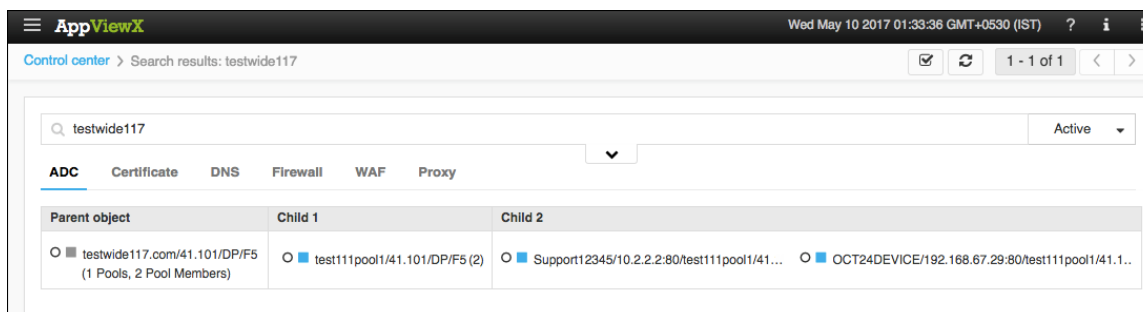 AppViewX Wed May 10 2017 01:33:36 GMT+0530 (IST) ? i
Control center > Search results: testwide117 1 - 1 of 1 < >
testwide117 Active
ADC Certificate DNS Firewall WAF Proxy
Parent object Child 1 Child 2
testwide117.com/41.101/DP/F5
(1 Pools, 2 Pool Members)
test111pool1/41.101/DP/F5 (2)
Support12345/10.2.2.2:80/test111pool1/41...
OCT24DEVICE/192.168.67.29:80/test111pool1/41.1..